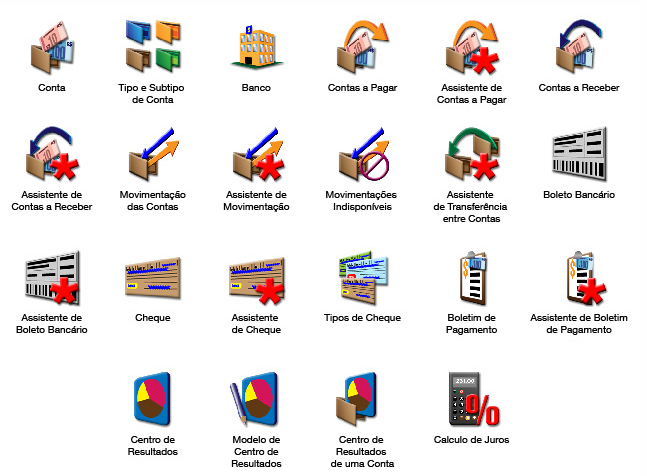 Conta
Tipo e Subtipo
de Conta
Banco
Contas a Pagar
Assistente de
Contas a Pagar
Contas a Receber
Assistente de
Contas a Receber
Movimentação
das Contas
Assistente de
Movimentação
Movimentações
Indisponíveis
Assistente
de Transferência
entre Contas
Boleto Bancário
Assistente de
Boleto Bancário
Cheque
Assistente
de Cheque
Tipos de Cheque
Boletim de
Pagamento
Assistente de Boletim
de Pagamento
Centro de
Resultados
Modelo de
Centro de
Resultados
Centro de
Resultados
de uma Conta
231.00
%
Calculo de Juros